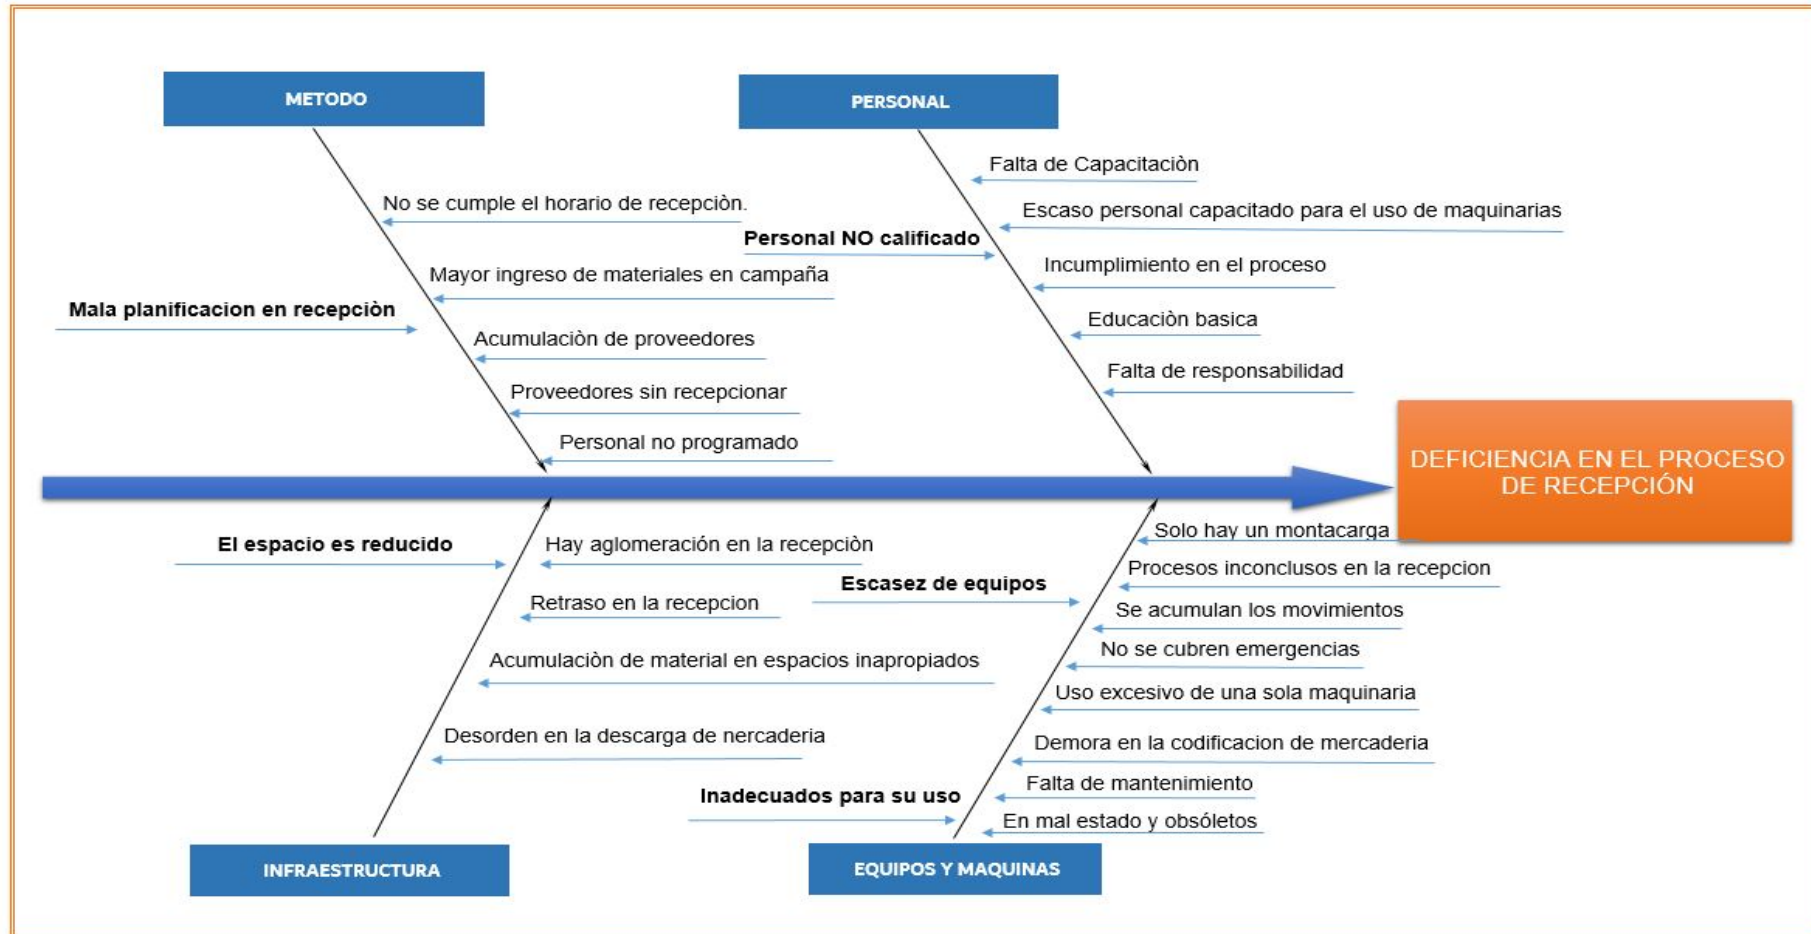 METODO
PERSONAL
Falta de Capacitaciòn
No se cumple el horario de recepciòn.
Escaso personal capacitado para el uso de maquinarias
Personal NO calificado
Mayor ingreso de materiales en campaña
Incumplimiento en el proceso
Mala planificacion en recepciòn
Educaciòn basica
Acumulaciòn de proveedores
Falta de responsabilidad
Proveedores sin recepcionar
Personal no programado
DEFICIENCIA EN EL PROCESO
DE RECEPCIÓN
El espacio es reducido
Hay aglomeración en la recepciòn
Solo hay un montacarga
Escasez de equipos
Procesos inconclusos en la recepcion
Retraso en la recepcion
Se acumulan los movimientos
Acumulaciòn de material en espacios inapropiados
No se cubren emergencias
Uso excesivo de una sola maquinaria
Desorden en la descarga de nercaderia
Demora en la codificacion de mercaderia
Inadecuados para su uso
Falta de mantenimiento
En mal estado y obsóletos
INFRAESTRUCTURA
EQUIPOS Y MAQUINAS